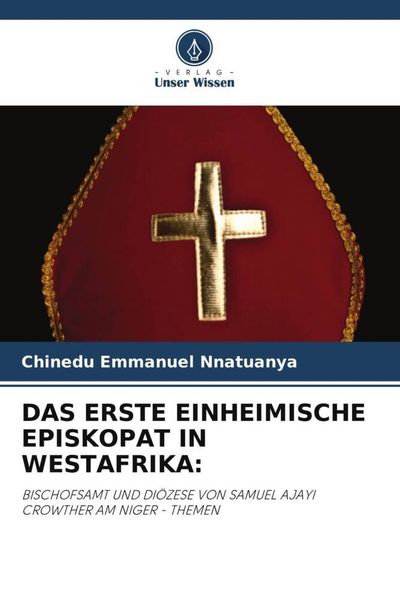 - VERLAG -
Unser Wissen
Chinedu Emmanuel Nnatuanya
DAS ERSTE EINHEIMISCHE
EPISKOPAT IN
WESTAFRIKA:
BISCHOFSAMT UND DIÖZESE VON SAMUEL AJAYI
CROWTHER AM NIGER - THEMEN